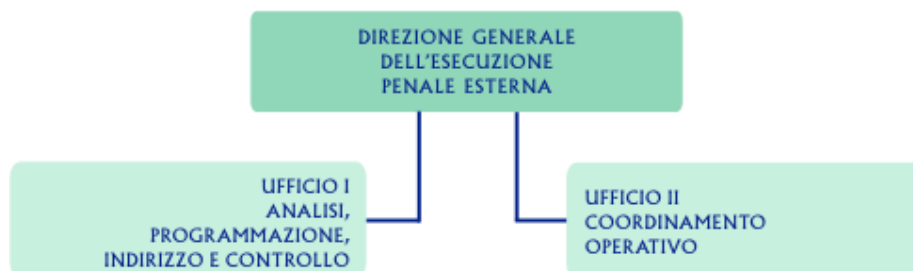 DIREZIONE GENERALE
DELL'ESECUZIONE
PENALE ESTERNA
UFFICIO I
ANALISI,
PROGRAMMAZIONE,
INDIRIZZO E CONTROLLO
UFFICIO II
COORDINAMENTO
OPERATIVO